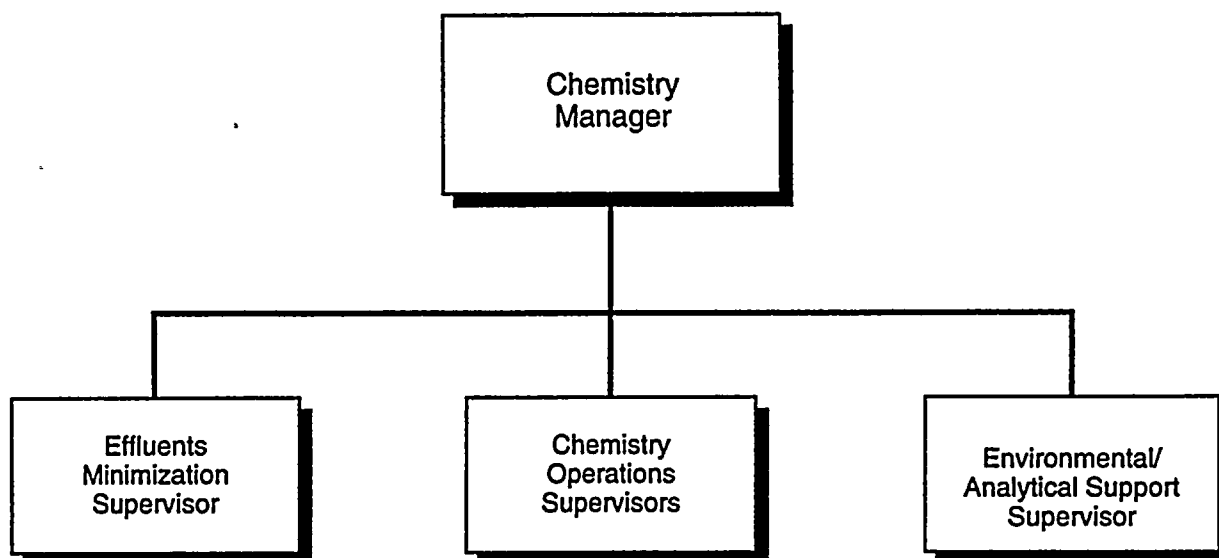 Chemistry
Manager
Effluents
Minimization
Supervisor
Chemistry
Operations
Supervisors
Environmental/
Analytical Support
Supervisor